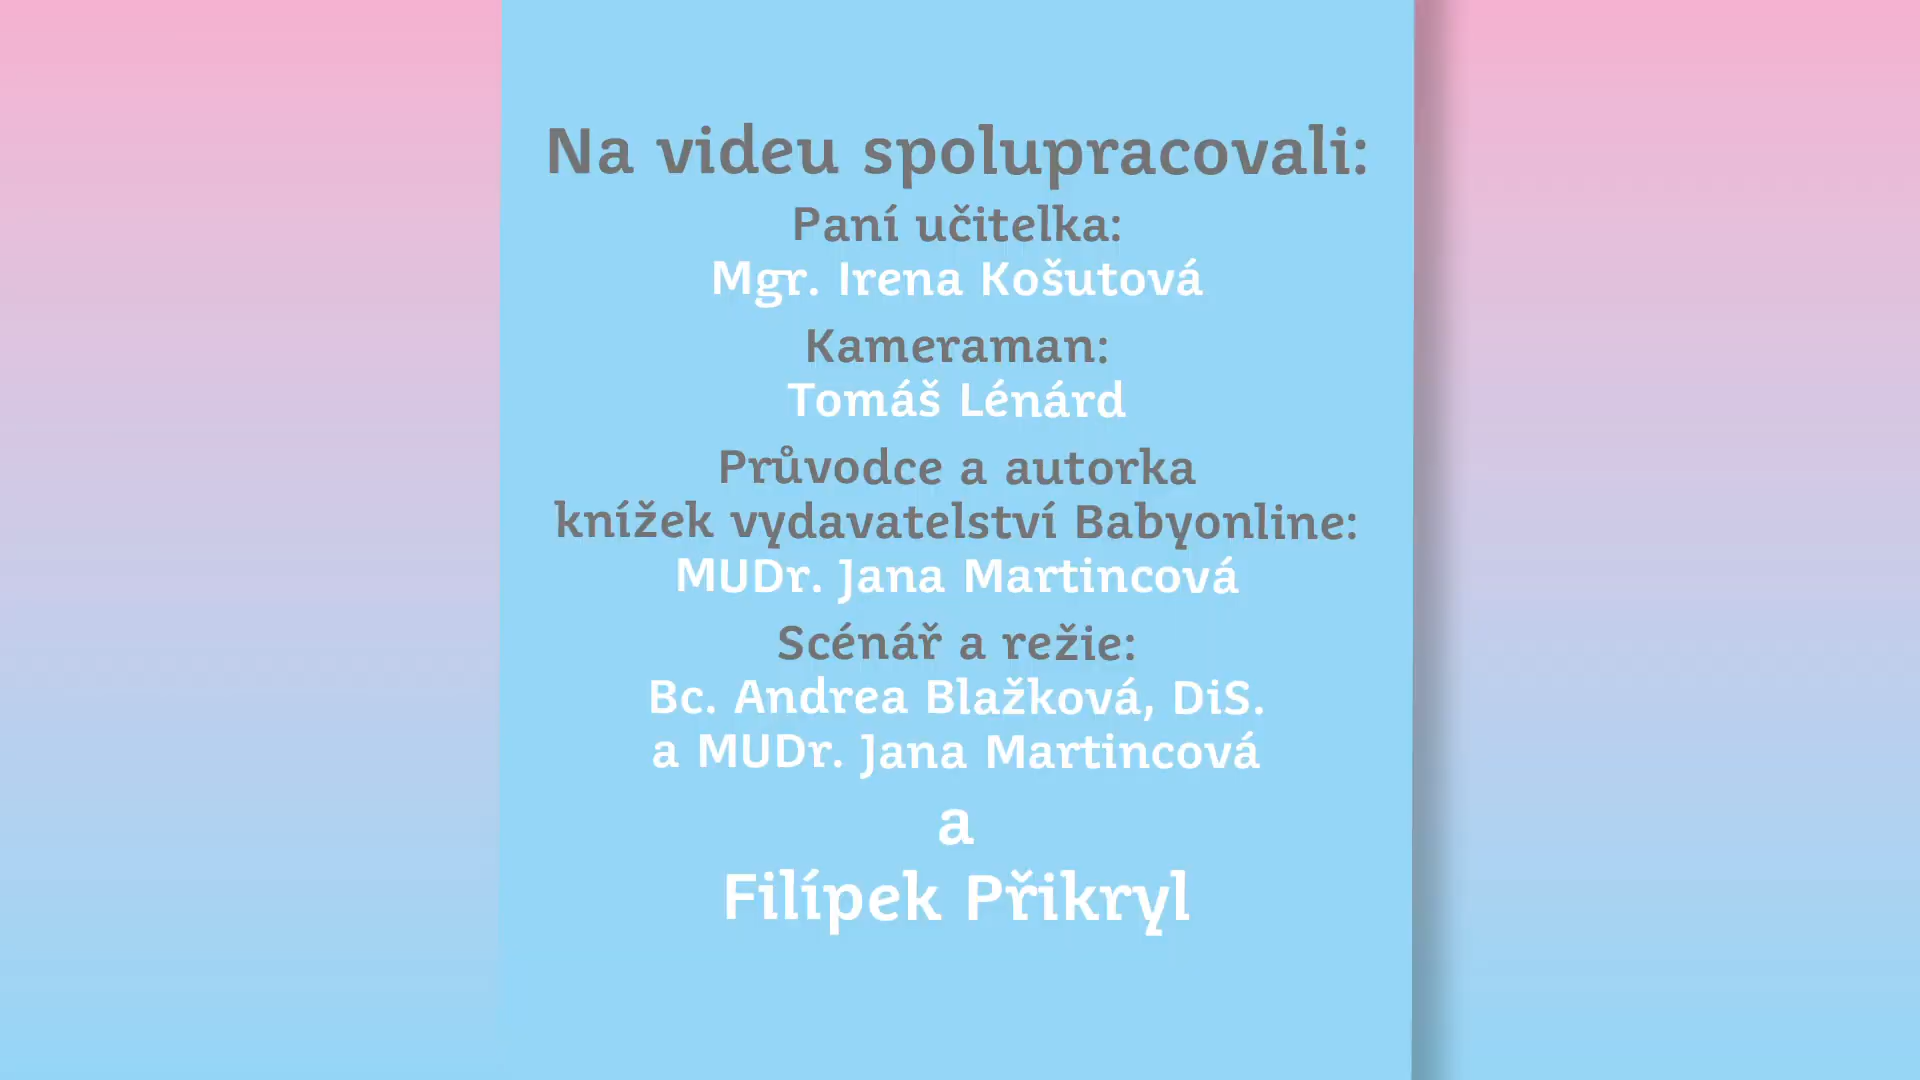 Na videu spolupracovali:
Paní učitelka:
Mgr. Irena Košutová
Kameraman:
Tomáš Lénárd
Průvodce a autorka
knížek vydavatelství Babyonline:
MUDr. Jana Martincová
Scénář a režie:
Bc. Andrea Blažková, DiS.
a MUDr. Jana Martincová
a
Filípek Přikryl